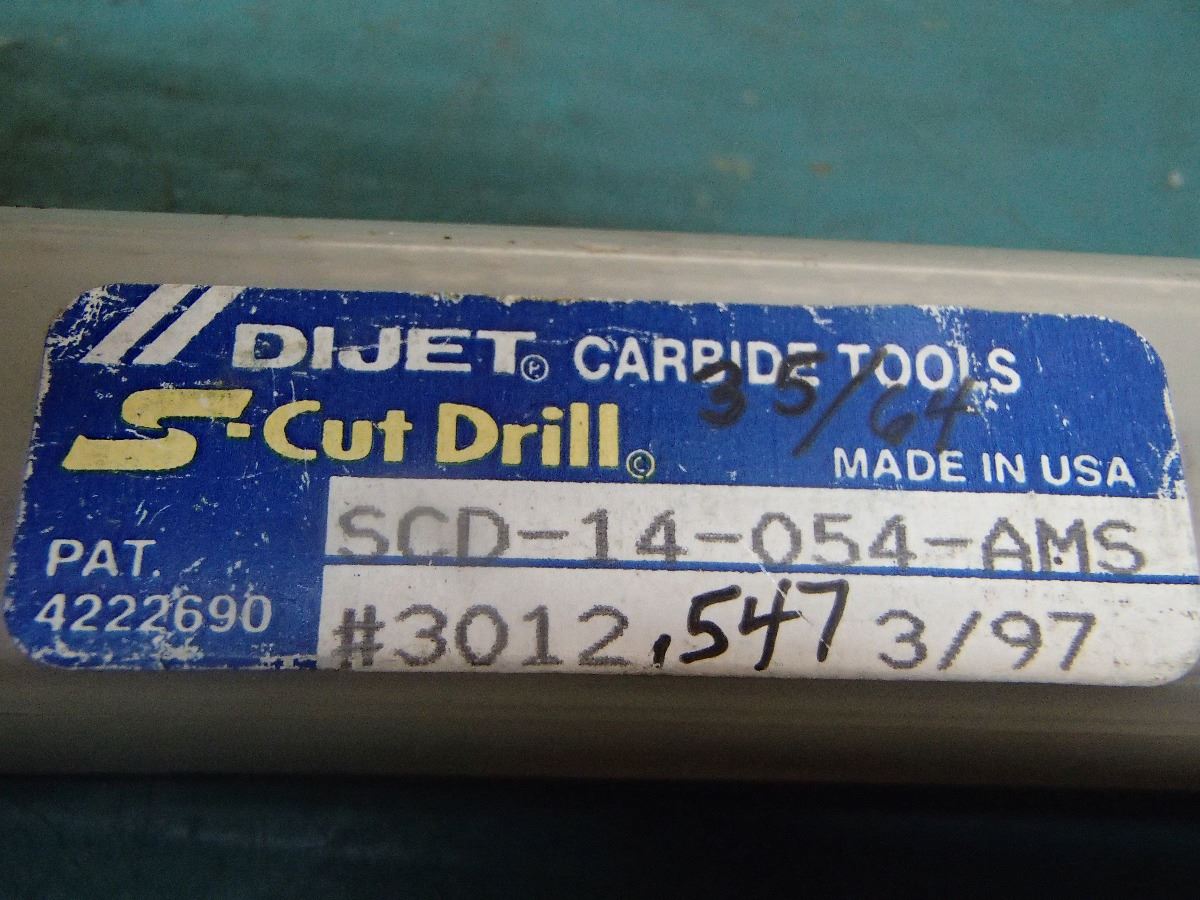 DIJET® CARBIDE TOOLS
35/64
S-Cut Drill©
MADE IN USA
PAT.
4222690
SCD-14-054-AMS
#3012 .547 3/97